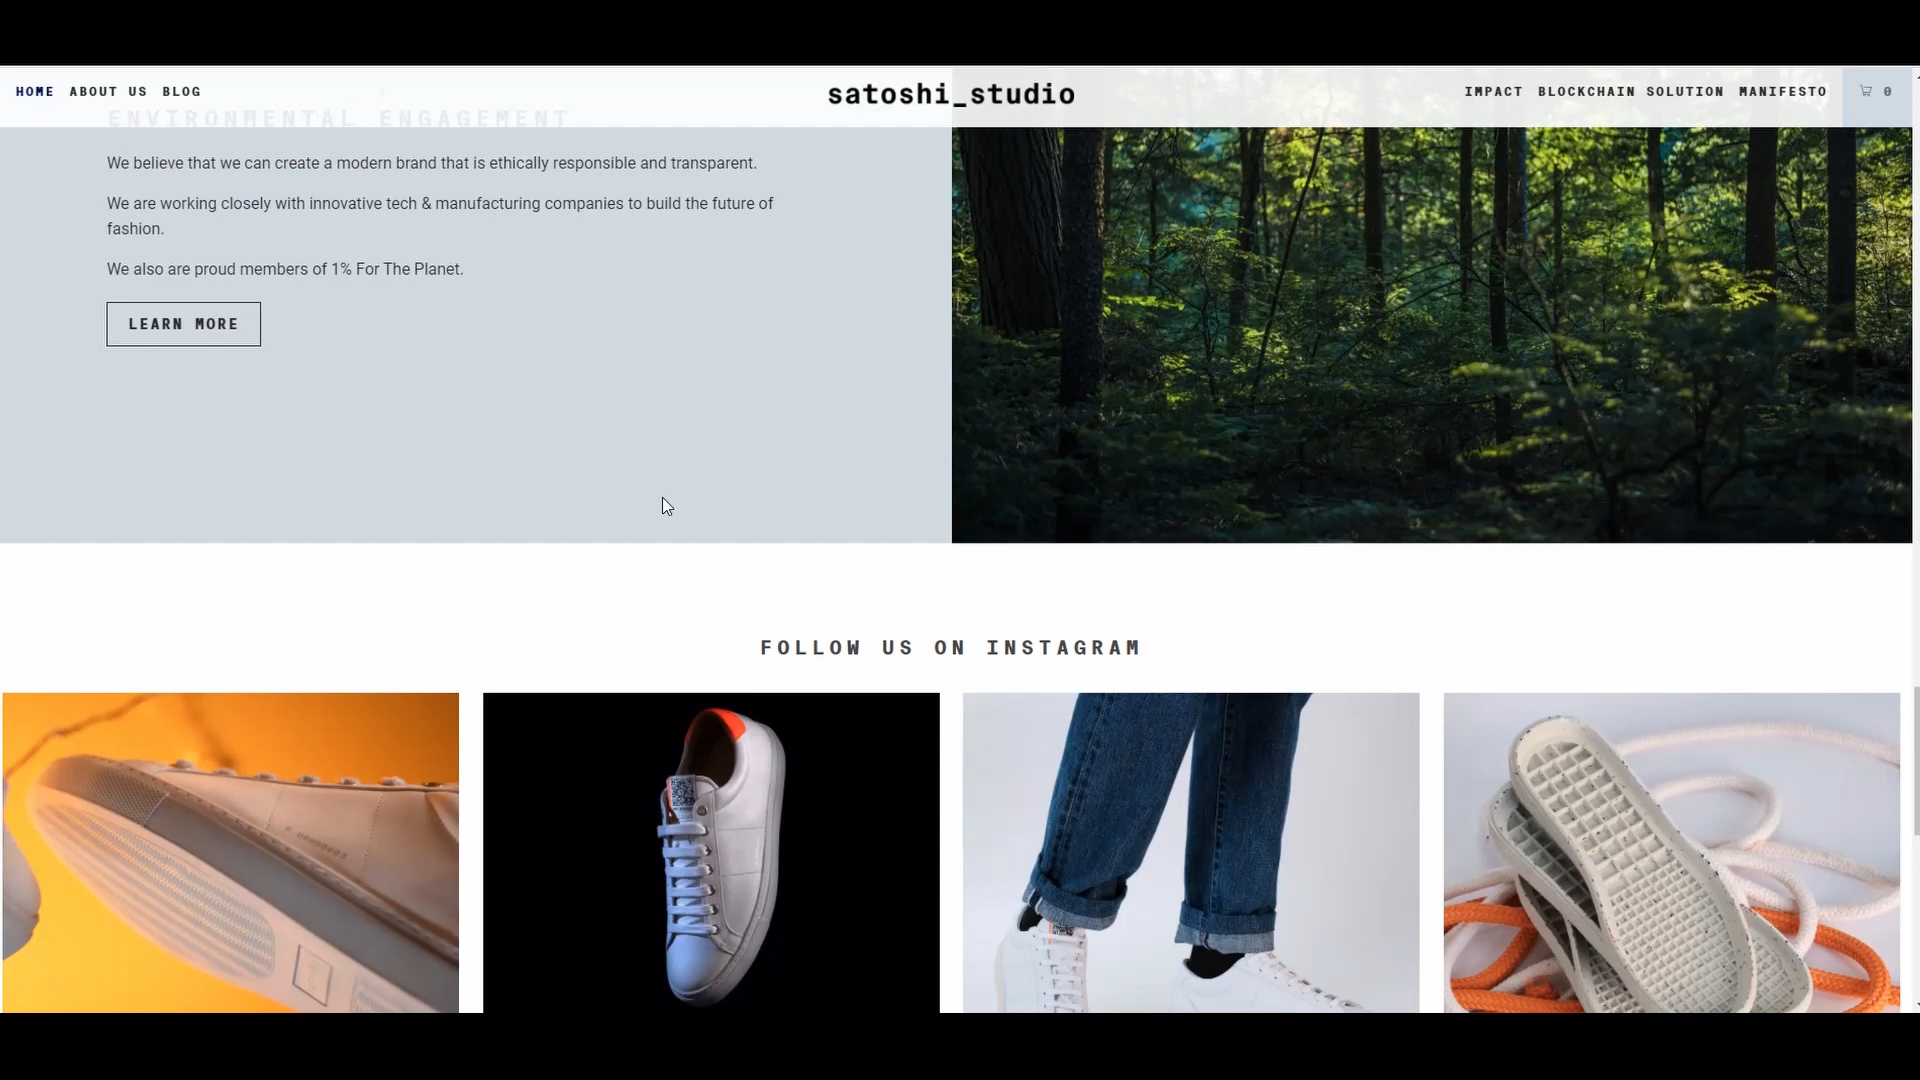 HOME ABOUT US BLOG
satoshi_studio
IMPACT BLOCKCHAIN SOLUTION MANIFESTO 0
ENVIRONMENTAL ENGAGEMENT
We believe that we can create a modern brand that is ethically responsible and transparent.
We are working closely with innovative tech & manufacturing companies to build the future of
fashion.
We also are proud members of 1% For The Planet.
LEARN MORE
FOLLOW US ON INSTAGRAM